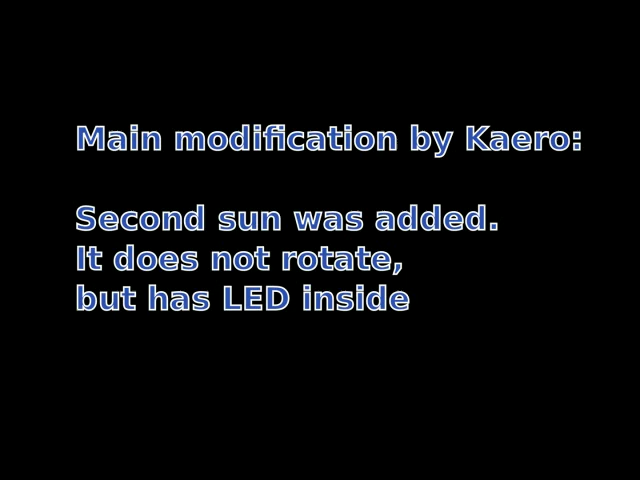 Main modification by Kaero:
Second sun was added.
It does not rotate,
but has LED inside